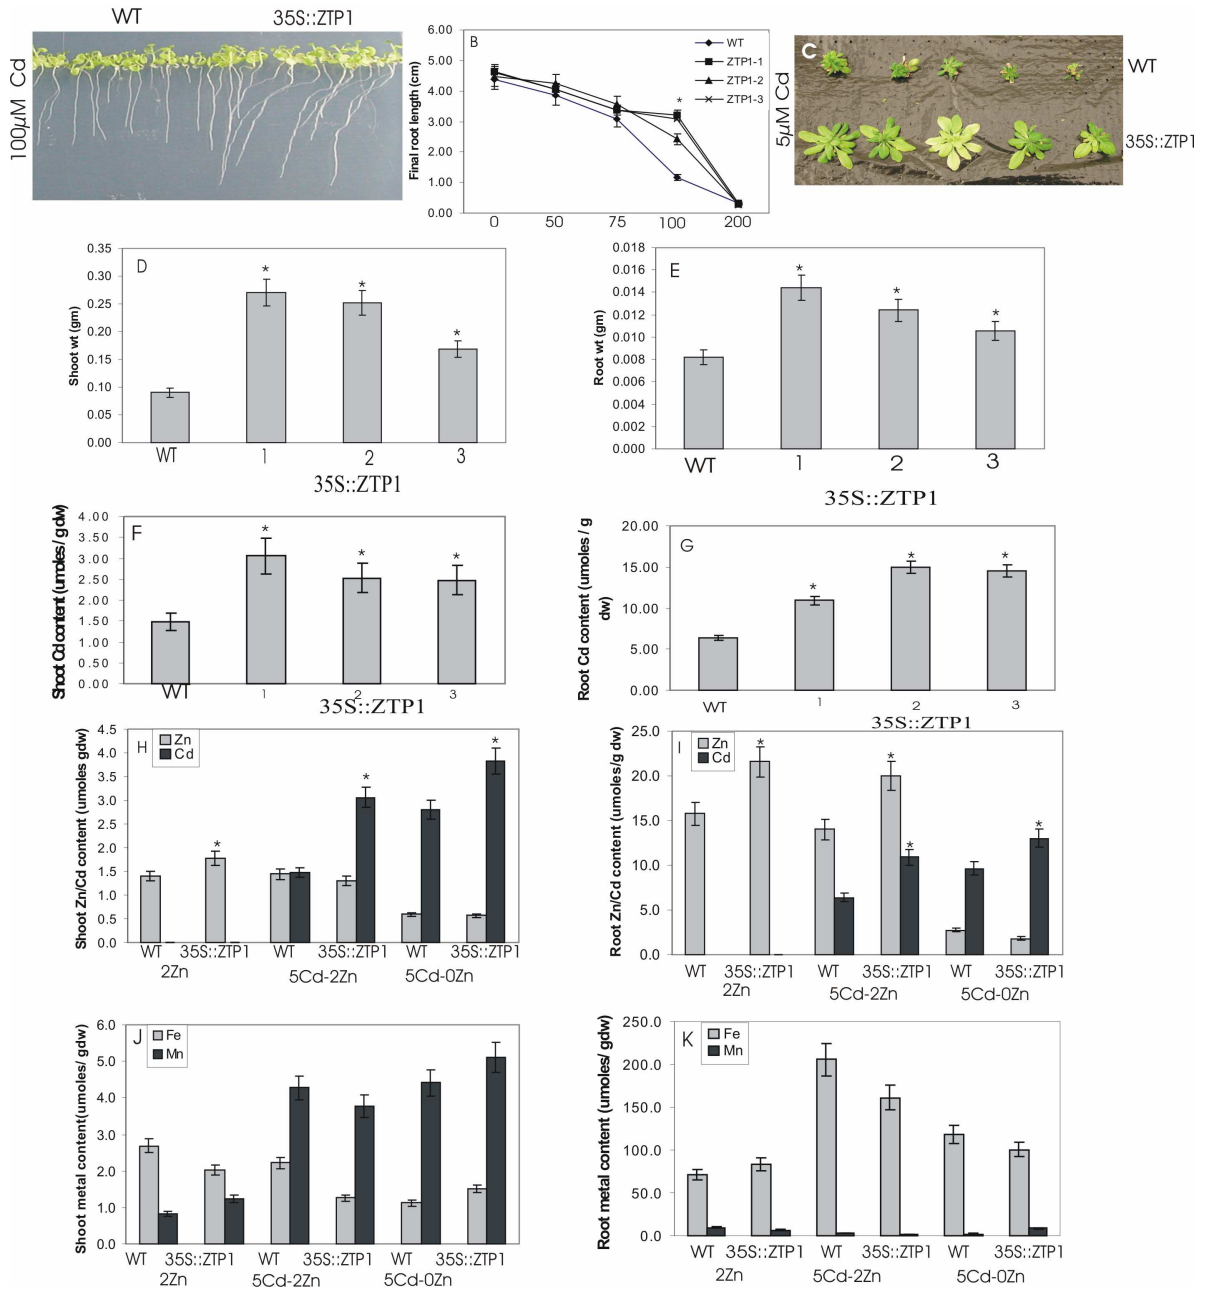 WT 35S::ZTP1
100µM Cd
B
Final root length (cm)
6.00
5.00
4.00
3.00
2.00
1.00
0.00
0 50 75 100 200
WT
ZTP1-1
ZTP1-2
ZTP1-3
*
C
5µM Cd
WT
35S::ZTP1
D
Shoot wt (gm)
0.35
0.30
0.25
0.20
0.15
0.10
0.05
0.00
* * *
WT 1 2 3
35S::ZTP1
E
Root wt (gm)
0.018
0.016
0.014
0.012
0.010
0.008
0.006
0.004
0.002
0.000
* * *
WT 1 2 3
35S::ZTP1
F
Shoot Cd content (umoles/ g dw)
4.00
3.50
3.00
2.50
2.00
1.50
1.00
0.50
0.00
* * *
WT 1 2 3
35S::ZTP1
G
Root Cd content (umoles / g
dw)
20.00
15.00
10.00
5.00
0.00
* * *
WT 1 2 3
35S::ZTP1
H
Zn
Cd
Shoot Zn/Cd content (umoles gdw)
4.5
4.0
3.5
3.0
2.5
2.0
1.5
1.0
0.5
0.0
* * *
WT 35S::ZTP1 WT 35S::ZTP1 WT 35S::ZTP1
2Zn 5Cd-2Zn 5Cd-0Zn
I
Zn
Cd
Root Zn/Cd content (umoles/g dw)
25.0
20.0
15.0
10.0
5.0
0.0
* * * *
WT 35S::ZTP1 WT 35S::ZTP1 WT 35S::ZTP1
2Zn 5Cd-2Zn 5Cd-0Zn
J
Fe
Mn
Shoot metal content(umoles/ gdw)
6.0
5.0
4.0
3.0
2.0
1.0
0.0
WT 35S::ZTP1 WT 35S::ZTP1 WT 35S::ZTP1
2Zn 5Cd-2Zn 5Cd-0Zn
K
Fe
Mn
Root metal content (umoles/ gdw)
250.0
200.0
150.0
100.0
50.0
0.0
WT 35S::ZTP1 WT 35S::ZTP1 WT 35S::ZTP1
2Zn 5Cd-2Zn 5Cd-0Zn